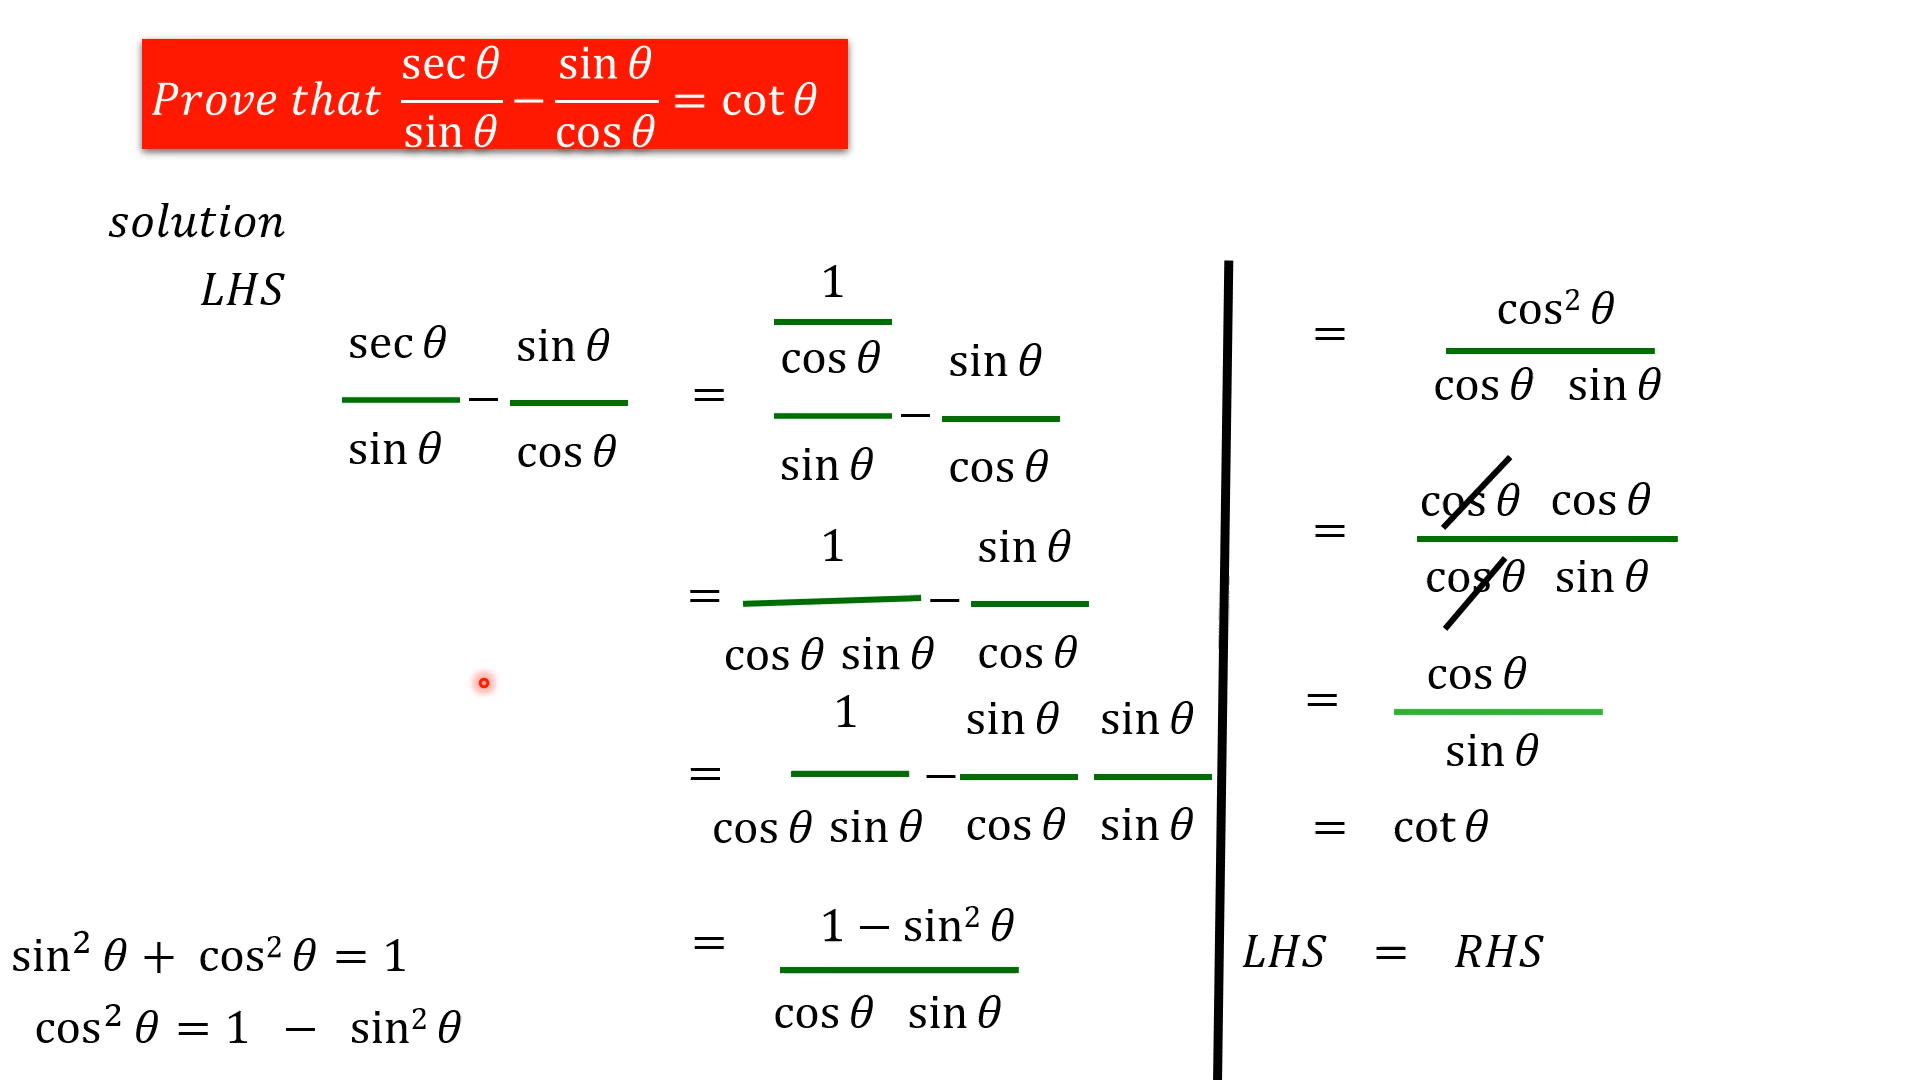 Prove that sec θ / sin θ − sin θ / cos θ = cot θ
solution
LHS
sec θ / sin θ − sin θ / cos θ = (1 / cos θ) / sin θ − sin θ / cos θ
= 1 / (cos θ sin θ) − sin θ / cos θ
= 1 / (cos θ sin θ) − sin θ / cos θ sin θ / sin θ
= (1 − sin² θ) / (cos θ sin θ)
sin² θ + cos² θ = 1
cos² θ = 1 − sin² θ
= cos² θ / (cos θ sin θ)
= (cos θ cos θ) / (cos θ sin θ)
= cos θ / sin θ
= cot θ
LHS = RHS